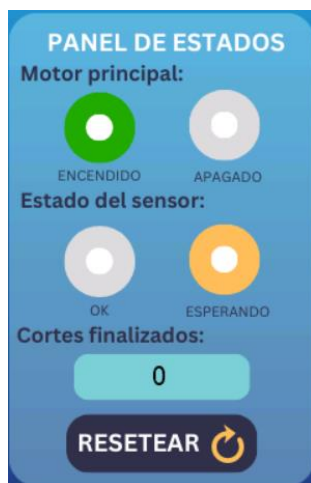 PANEL DE ESTADOS
Motor principal:
ENCENDIDO APAGADO
Estado del sensor:
OK ESPERANDO
Cortes finalizados:
0
RESETEAR